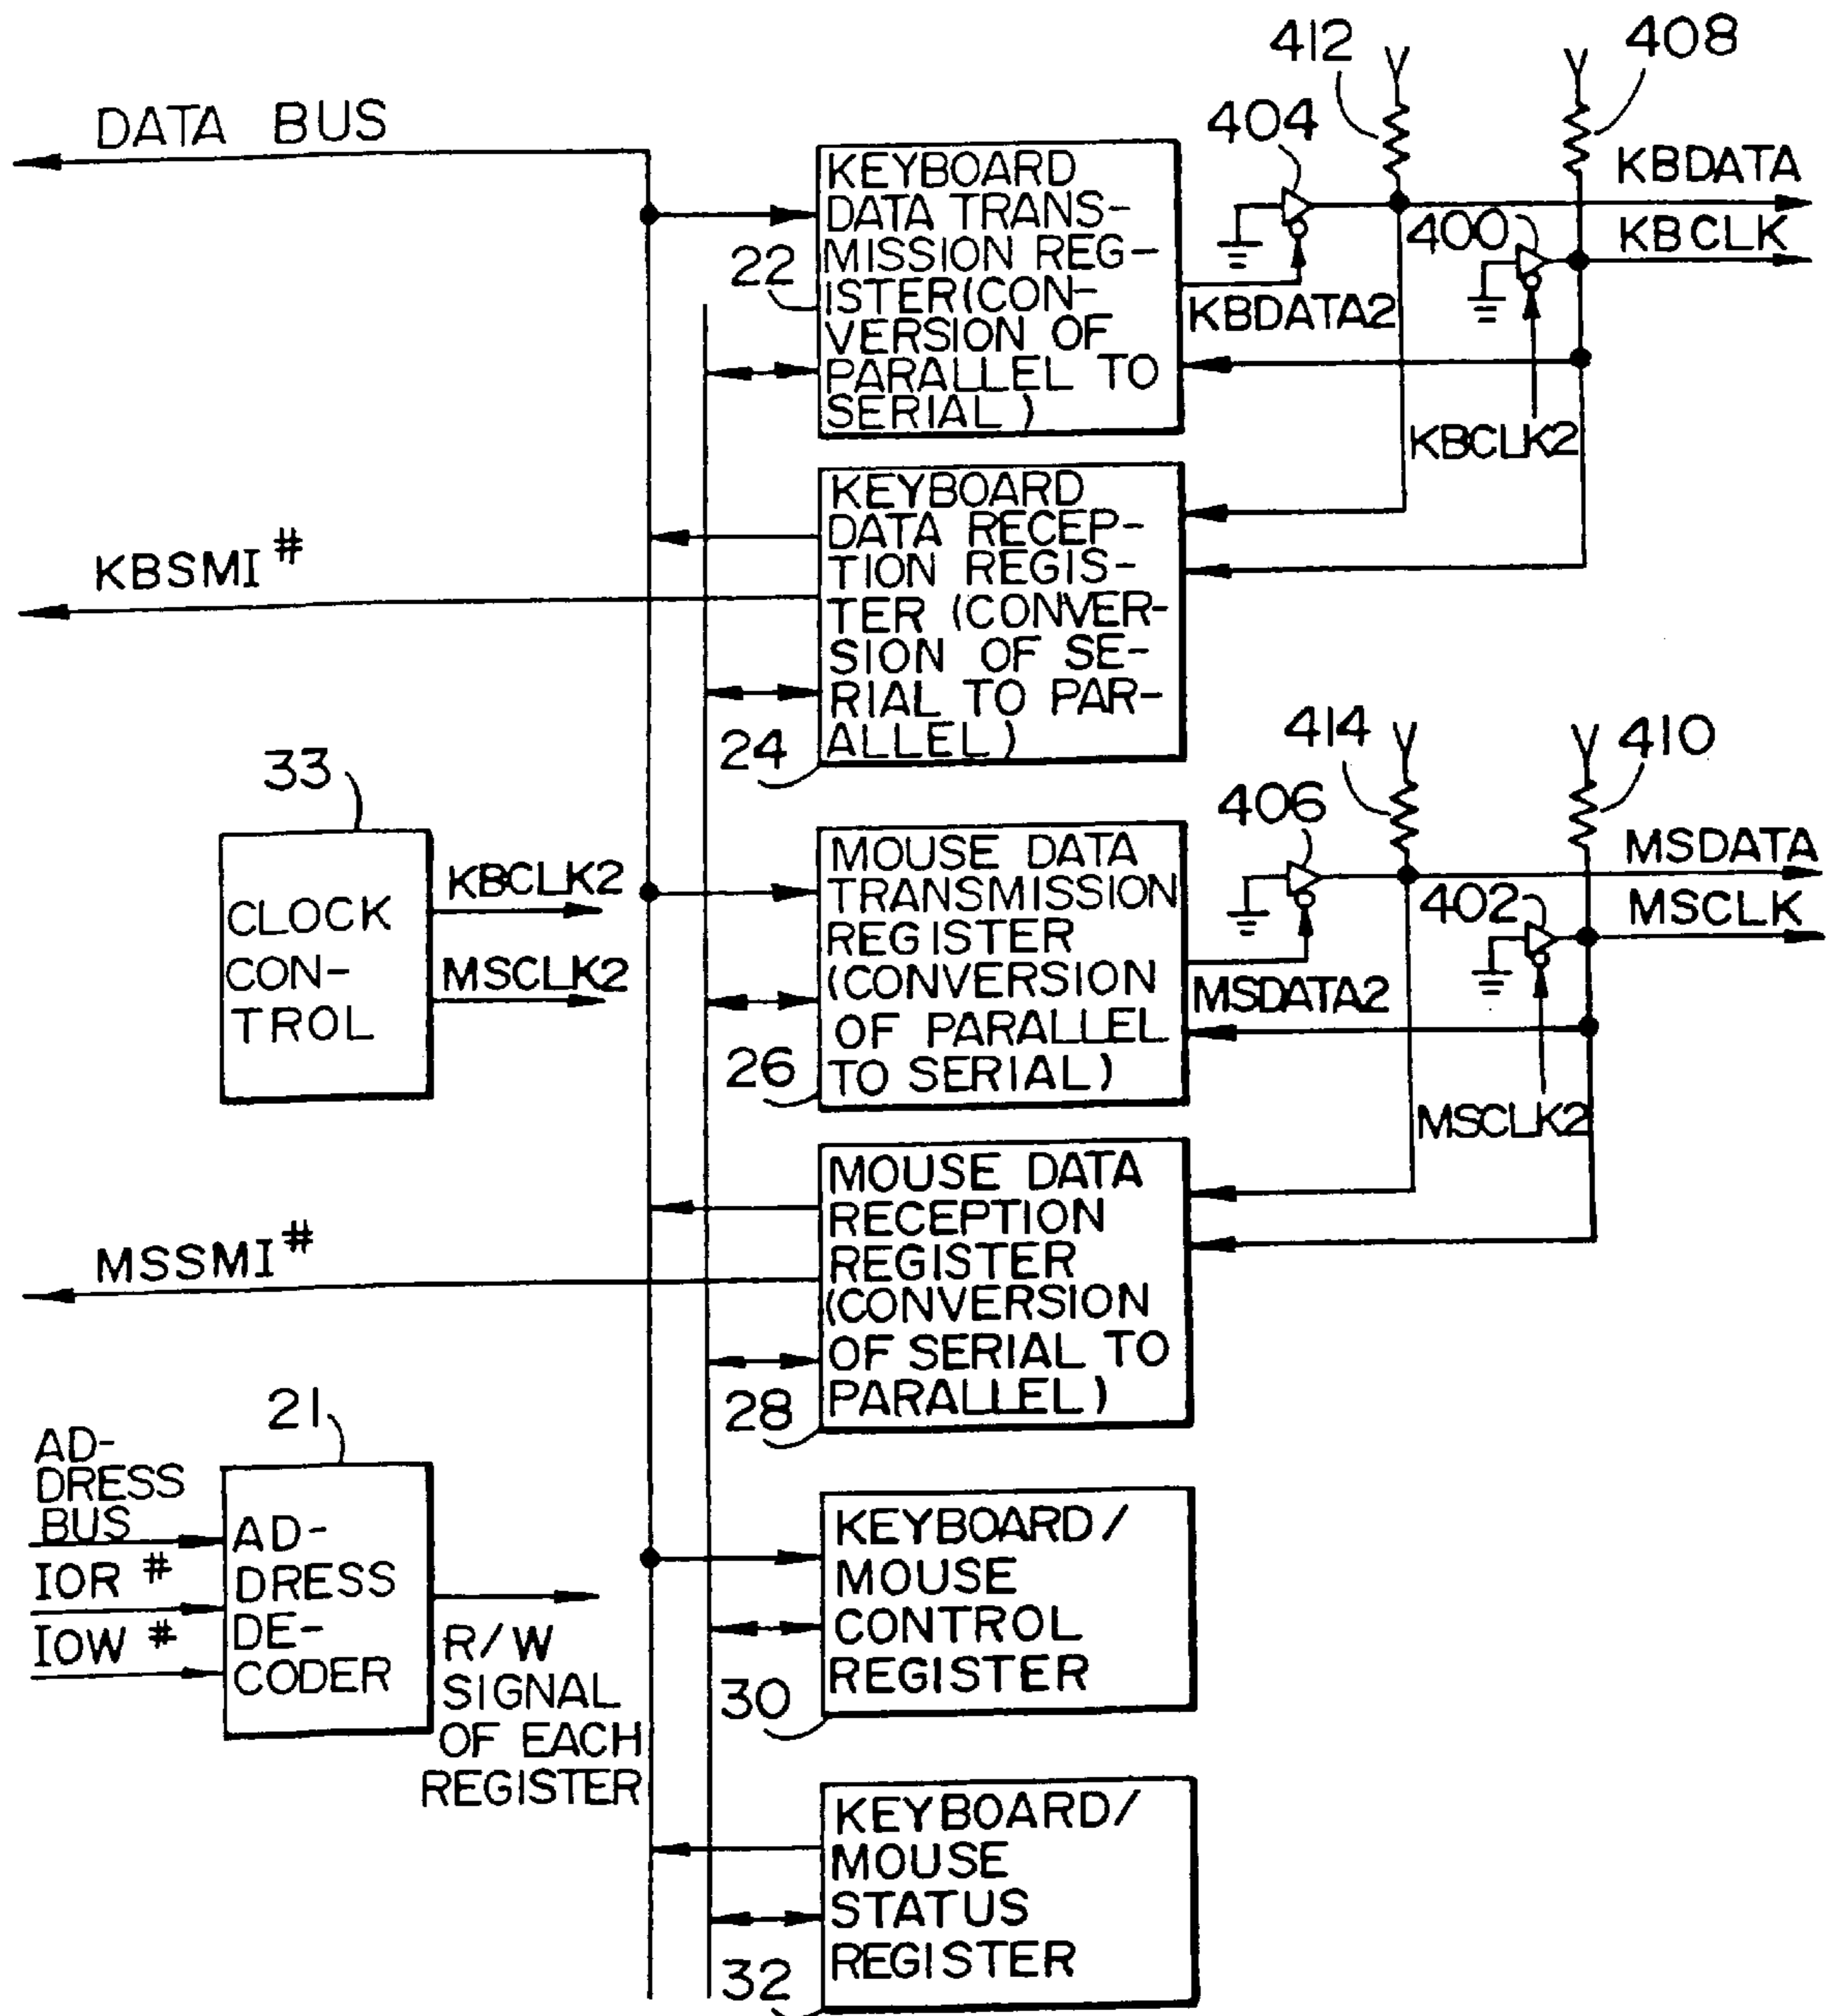 412
408
DATA BUS
404
KEYBOARD
DATA TRANS-
MISSION REG-
ISTER(CON-
VERSION OF
PARALLEL TO
SERIAL)
22
KBDATA
400
KBCLK
KBDATA2
KBCLK2
KBSMI#
KEYBOARD
DATA RECEP-
TION REGIS-
TER (CONVER-
SION OF SE-
RIAL TO PAR-
ALLEL)
24
414
410
33
CLOCK
CON-
TROL
KBCLK2
MSCLK2
406
MOUSE DATA
TRANSMISSION
REGISTER
(CONVERSION
OF PARALLEL
TO SERIAL)
26
MSDATA
402
MSCLK
MSDATA2
MSCLK2
MSSMI#
MOUSE DATA
RECEPTION
REGISTER
(CONVERSION
OF SERIAL TO
PARALLEL)
28
21
AD-
DRESS
BUS
IOR #
IOW #
AD-
DRESS
DE-
CODER
R/W
SIGNAL
OF EACH
REGISTER
KEYBOARD/
MOUSE
CONTROL
REGISTER
30
KEYBOARD/
MOUSE
STATUS
REGISTER
32